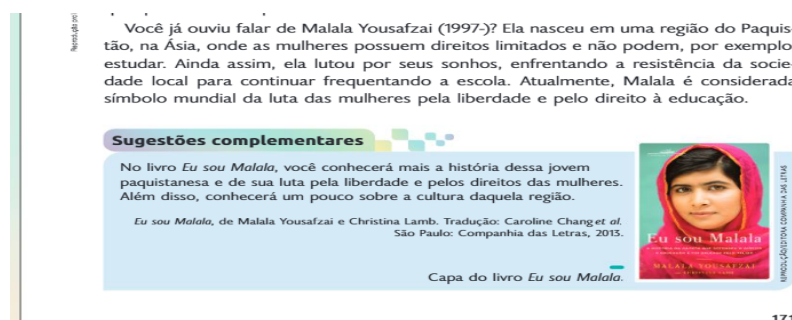 Você já ouviu falar de Malala Yousafzai (1997-)? Ela nasceu em uma região do Paquis-
tão, na Ásia, onde as mulheres possuem direitos limitados e não podem, por exemplo,
estudar. Ainda assim, ela lutou por seus sonhos, enfrentando a resistência da socie-
dade local para continuar frequentando a escola. Atualmente, Malala é considerada
símbolo mundial da luta das mulheres pela liberdade e pelo direito à educação.
Sugestões complementares
No livro Eu sou Malala, você conhecerá mais a história dessa jovem
paquistanesa e de sua luta pela liberdade e pelos direitos das mulheres.
Além disso, conhecerá um pouco sobre a cultura daquela região.
Eu sou Malala, de Malala Yousafzai e Christina Lamb. Tradução: Caroline Chang et al.
São Paulo: Companhia das Letras, 2013.
Capa do livro Eu sou Malala.
Eu sou Malala
MALALA YOUSAFZAI
REPRODUÇÃO/EDITORA COMPANHIA DAS LETRAS
171